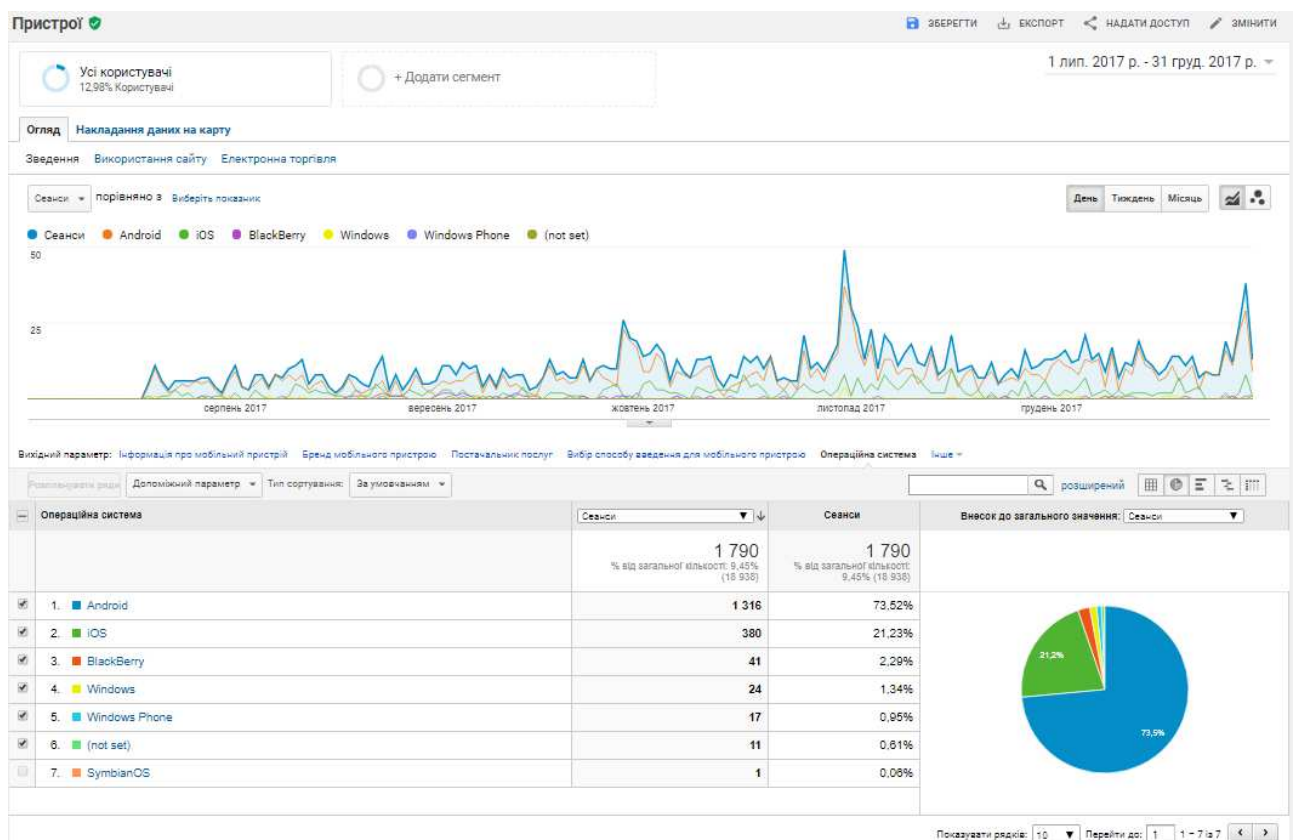 Пристрої
ЗБЕРЕГТИ ЕКСПОРТ НАДАТИ ДОСТУП ЗМІНИТИ
Усі користувачі
12,98% Користувачі
+ Додати сегмент
1 лип. 2017 р. - 31 груд. 2017 р.
Огляд Накладання даних на карту
Зведення Використання сайту Електронна торгівля
Сеанси порівняно з Виберіть показник
День Тиждень Місяць
Сеанси Android iOS BlackBerry Windows Windows Phone (not set)
50
25
серпень 2017 вересень 2017 жовтень 2017 листопад 2017 грудень 2017
Вихідний параметр: Інформація про мобільний пристрій Бренд мобільного пристрою Постачальник послуг Вибір способу введення для мобільного пристрою Операційна система Інше
Розпланувати рядки Допоміжний параметр Тип сортування: За умовчанням розширений
Операційна система Сеанси Сеанси Внесок до загального значення: Сеанси
1 790 1 790
% від загальної кількості: 9,45% % від загальної кількості:
(18 938) 9,45% (18 938)
1. Android 1 316 73,52%
2. iOS 380 21,23%
3. BlackBerry 41 2,29%
4. Windows 24 1,34%
5. Windows Phone 17 0,95%
6. (not set) 11 0,61%
7. SymbianOS 1 0,06%
21,2%
73,5%
Показувати рядків: 10 Перейти до: 1 1 – 7 із 7